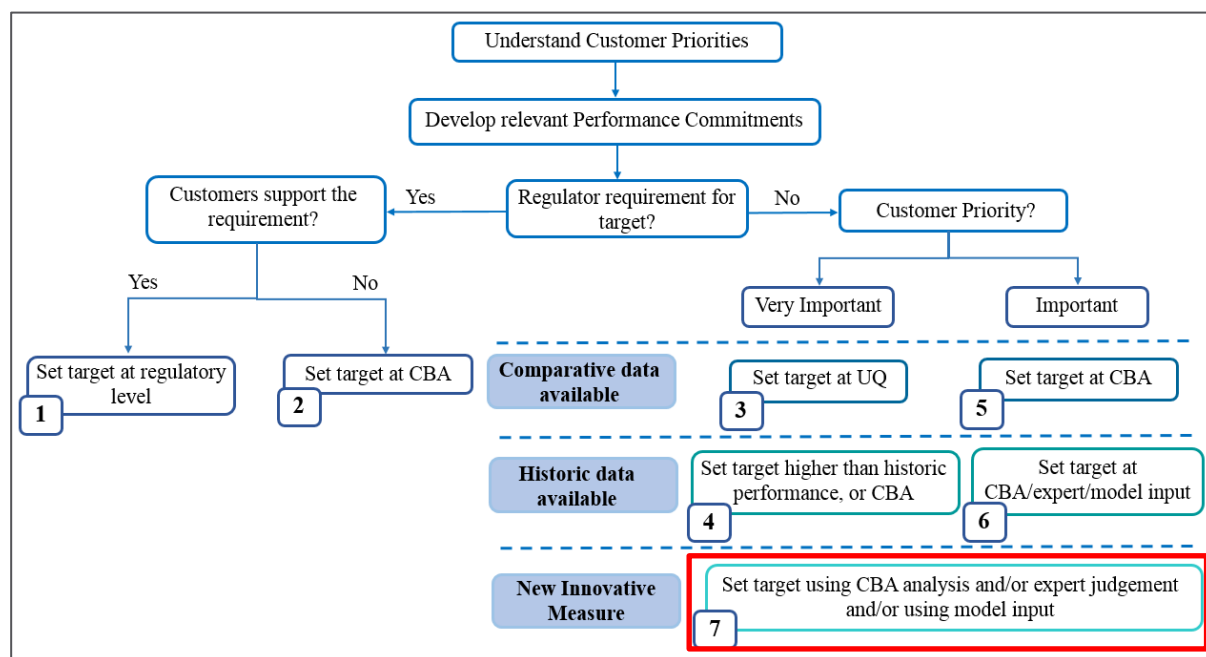 Understand Customer Priorities
Develop relevant Performance Commitments
Customers support the
requirement?
Yes
Regulator requirement for
target?
No
Customer Priority?
Yes
No
Very Important
Important
Set target at regulatory
level
1
Set target at CBA
2
Comparative data
available
Set target at UQ
3
Set target at CBA
5
Historic data
available
Set target higher than historic
performance, or CBA
4
Set target at
CBA/expert/model input
6
New Innovative
Measure
Set target using CBA analysis and/or expert judgement
and/or using model input
7